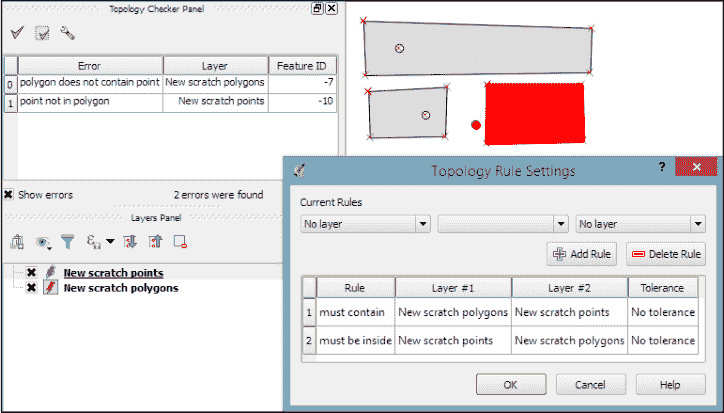 Topology Checker Panel
Error Layer Feature ID
0 polygon does not contain point New scratch polygons -7
1 point not in polygon New scratch points -10
Show errors 2 errors were found
Layers Panel
New scratch points
New scratch polygons
Topology Rule Settings ? x
Current Rules
No layer No layer
Add Rule Delete Rule
Rule Layer #1 Layer #2 Tolerance
1 must contain New scratch polygons New scratch points No tolerance
2 must be inside New scratch points New scratch polygons No tolerance
OK Cancel Help